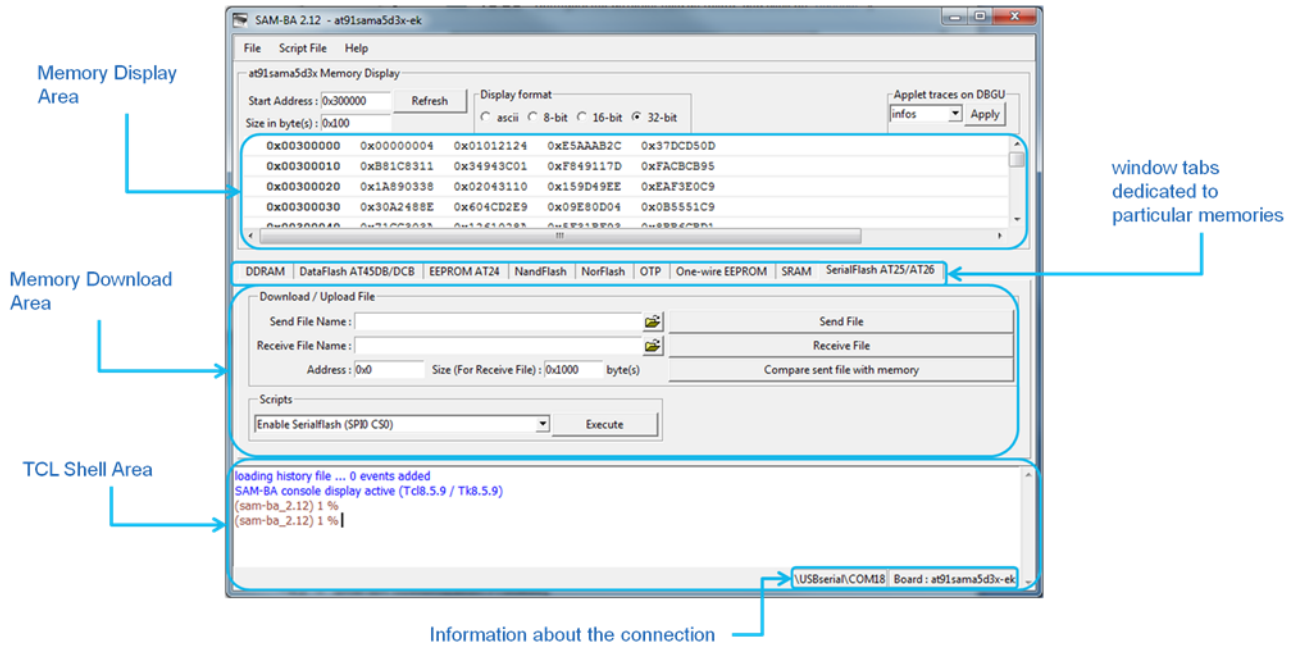 SAM-BA 2.12 - at91sama5d3x-ek
File Script File Help
Memory Display
Area
at91sama5d3x Memory Display
Start Address : 0x300000 Refresh
Size in byte(s) : 0x100
Display format
ascii 8-bit 16-bit 32-bit
Applet traces on DBGU
infos Apply
0x00300000 0x00000004 0x01012124 0xE5AAAB2C 0x37DCD50D
0x00300010 0xB81C8311 0x34943C01 0xF849117D 0xFACBCB95
0x00300020 0x1A890338 0x02043110 0x159D49EE 0xEAF3E0C9
0x00300030 0x30A2488E 0x604CD2E9 0x09E80D04 0x0B5551C9
0x00300040
window tabs
dedicated to
particular memories
DDRAM DataFlash AT45DB/DCB EEPROM AT24 NandFlash NorFlash OTP One-wire EEPROM SRAM SerialFlash AT25/AT26
Memory Download
Area
Download / Upload File
Send File Name : Send File
Receive File Name : Receive File
Address : 0x0 Size (For Receive File) : 0x1000 byte(s) Compare sent file with memory
Scripts
Enable Serialflash (SPI0 CS0) Execute
TCL Shell Area
loading history file ... 0 events added
SAM-BA console display active (Tcl8.5.9 / Tk8.5.9)
(sam-ba_2.12) 1 %
(sam-ba_2.12) 1 %
\USBserial\COM18 Board : at91sama5d3x-ek
Information about the connection